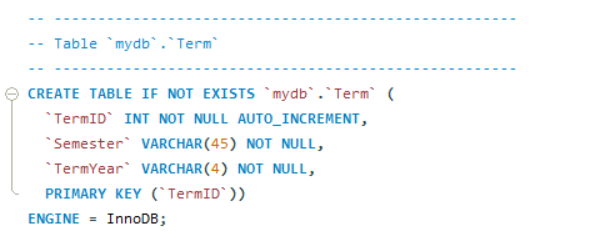 -- -----------------------------------------------------
-- Table `mydb`.`Term`
-- -----------------------------------------------------
CREATE TABLE IF NOT EXISTS `mydb`.`Term` (
  `TermID` INT NOT NULL AUTO_INCREMENT,
  `Semester` VARCHAR(45) NOT NULL,
  `TermYear` VARCHAR(4) NOT NULL,
  PRIMARY KEY (`TermID`))
ENGINE = InnoDB;